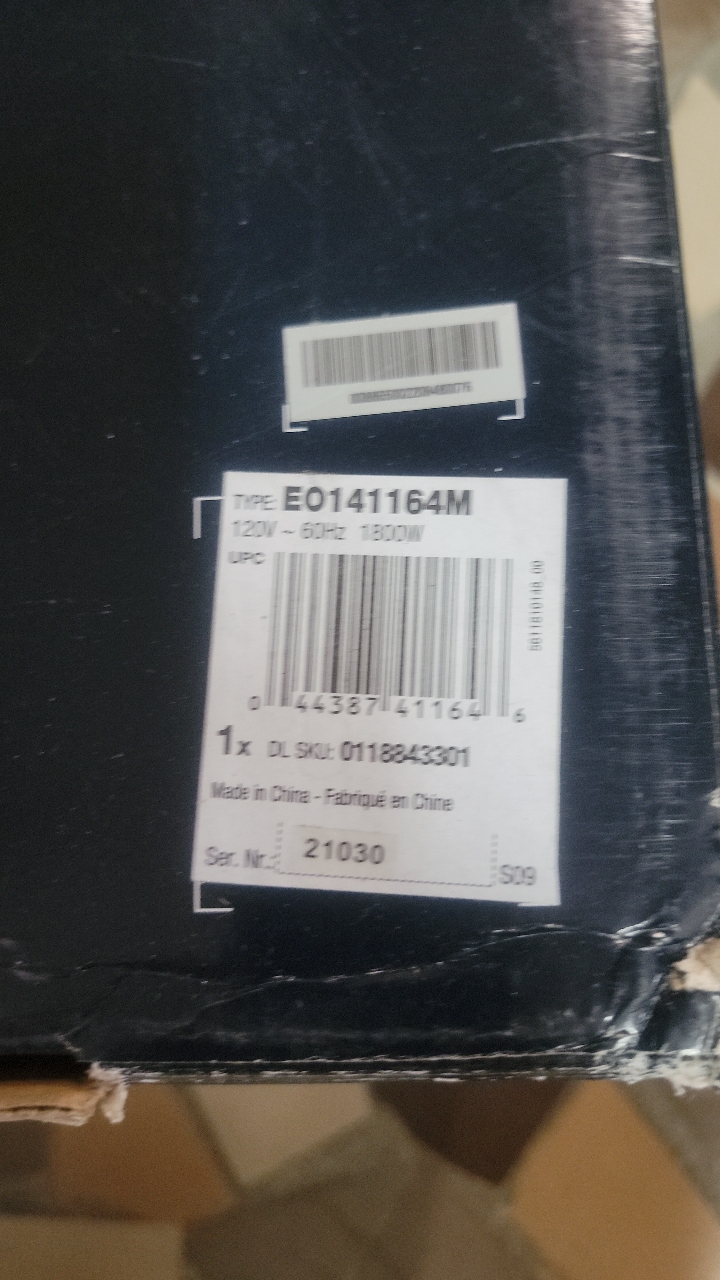 TYPE: EO141164M
120V ~ 60Hz 1800W
UPC
0 44387 41164 6
1x DL SKU: 0118843301
Made in China - Fabriqué en Chine
Ser. Nr.: 21030 S09